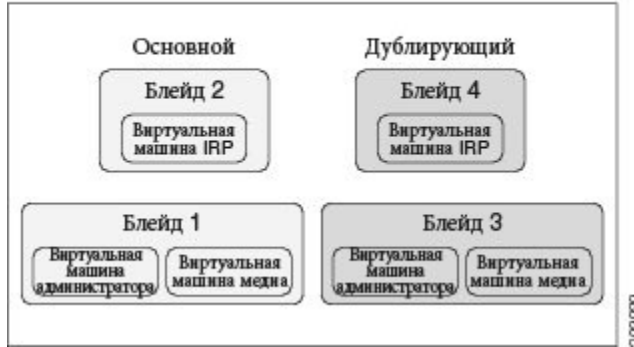 Основной
Дублирующий
Блейд 2
Виртуальная
машина IRP
Блейд 4
Виртуальная
машина IRP
Блейд 1
Виртуальная
машина
администратора
Виртуальная
машина медиа
Блейд 3
Виртуальная
машина
администратора
Виртуальная
машина медиа